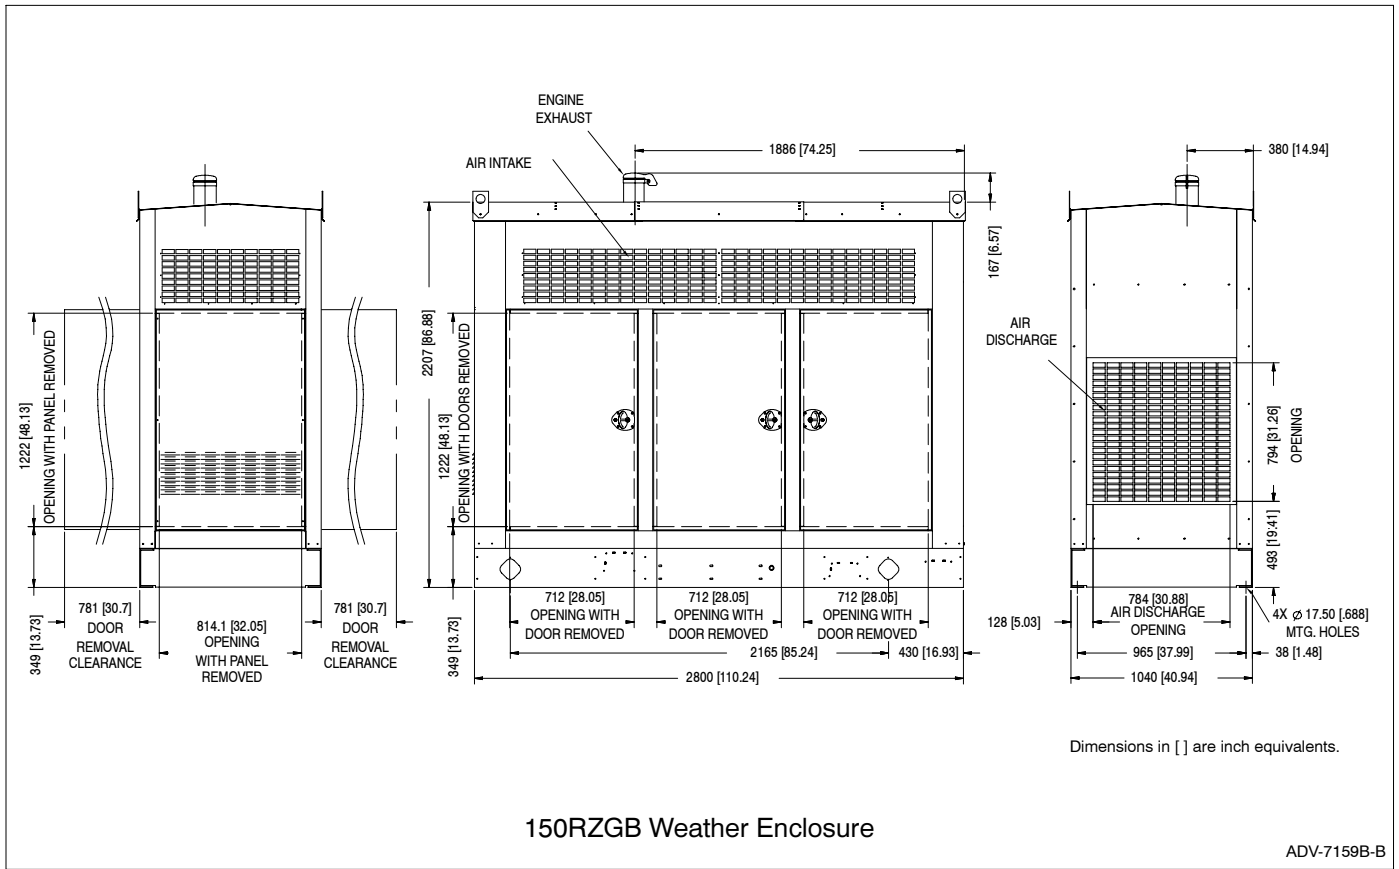 ENGINE
EXHAUST
AIR INTAKE
1886 [74.25]
380 [14.94]
167 [6.57]
2207 [86.88]
AIR
DISCHARGE
1222 [48.13]
OPENING WITH PANEL REMOVED
1222 [48.13]
OPENING WITH DOORS REMOVED
794 [31.26]
OPENING
493 [19.41]
349 [13.73]
781 [30.7]
DOOR
REMOVAL
CLEARANCE
814.1 [32.05]
OPENING
WITH PANEL
REMOVED
781 [30.7]
DOOR
REMOVAL
CLEARANCE
349 [13.73]
712 [28.05]
OPENING WITH
DOOR REMOVED
712 [28.05]
OPENING WITH
DOOR REMOVED
712 [28.05]
OPENING WITH
DOOR REMOVED
2165 [85.24]
430 [16.93]
2800 [110.24]
128 [5.03]
784 [30.88]
AIR DISCHARGE
OPENING
4X ⌀ 17.50 [.688]
MTG. HOLES
965 [37.99]
38 [1.48]
1040 [40.94]
Dimensions in [ ] are inch equivalents.
150RZGB Weather Enclosure
ADV-7159B-B